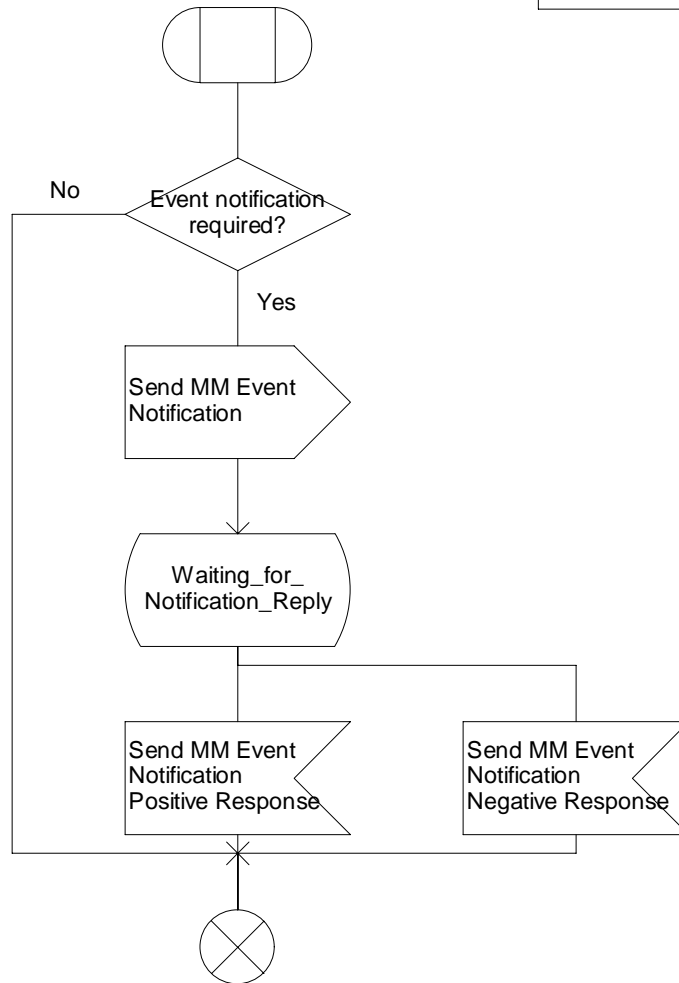 No
Event notification
required?
Yes
Send MM Event
Notification
Waiting_for_
Notification_Reply
Send MM Event
Notification
Positive Response
Send MM Event
Notification
Negative Response